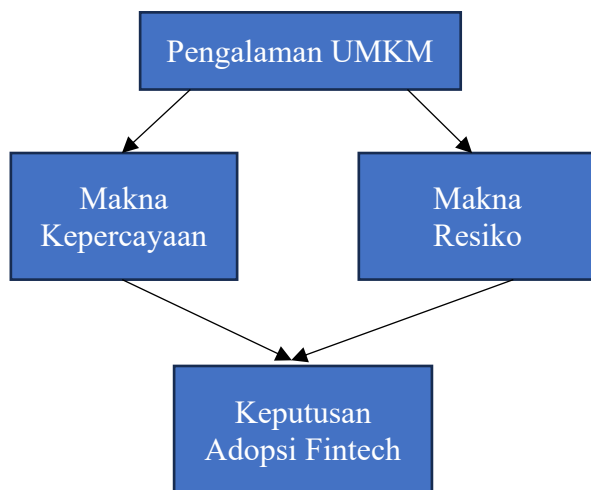 Pengalaman UMKM
Makna
Kepercayaan
Makna
Resiko
Keputusan
Adopsi Fintech